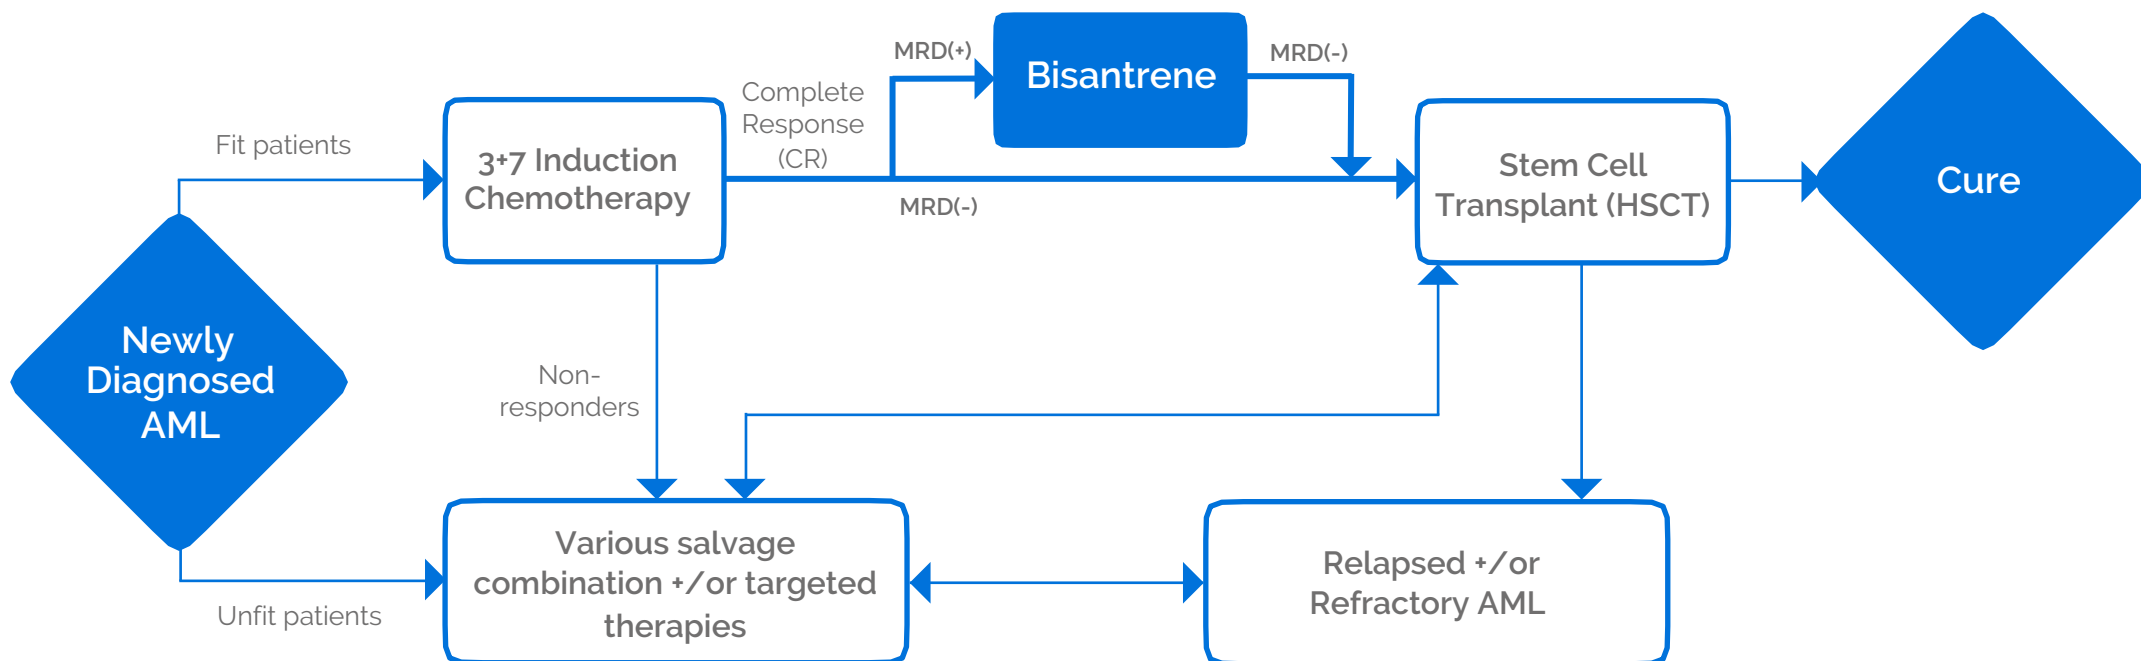 MRD(+)
Bisantrene
MRD(-)
Complete
Response
(CR)
Fit patients
3+7 Induction
Chemotherapy
MRD(-)
Stem Cell
Transplant (HSCT)
Cure
Newly
Diagnosed
AML
Non-
responders
Various salvage
combination +/or targeted
therapies
Relapsed +/or
Refractory AML
Unfit patients